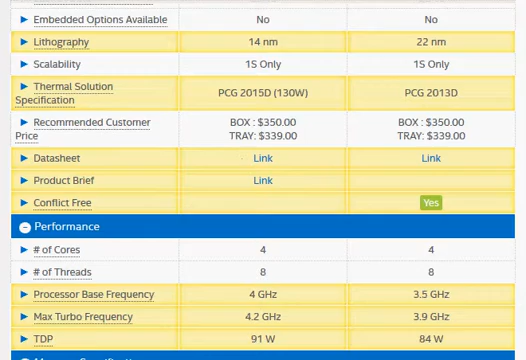 Embedded Options Available No No
Lithography 14 nm 22 nm
Scalability 1S Only 1S Only
Thermal Solution
Specification PCG 2015D (130W) PCG 2013D
Recommended Customer
Price BOX : $350.00 BOX : $350.00
TRAY: $339.00 TRAY: $339.00
Datasheet Link Link
Product Brief Link
Conflict Free Yes
Performance
# of Cores 4 4
# of Threads 8 8
Processor Base Frequency 4 GHz 3.5 GHz
Max Turbo Frequency 4.2 GHz 3.9 GHz
TDP 91 W 84 W